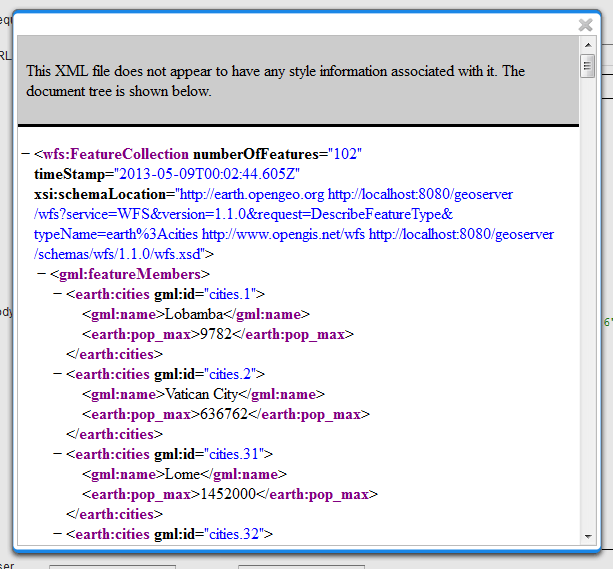 This XML file does not appear to have any style information associated with it. The
document tree is shown below.
− <wfs:FeatureCollection numberOfFeatures="102"
timeStamp="2013-05-09T00:02:44.605Z"
xsi:schemaLocation="http://earth.opengeo.org http://localhost:8080/geoserver
/wfs?service=WFS&version=1.1.0&request=DescribeFeatureType&
typeName=earth%3Acities http://www.opengis.net/wfs http://localhost:8080/geoserver
/schemas/wfs/1.1.0/wfs.xsd">
− <gml:featureMembers>
− <earth:cities gml:id="cities.1">
<gml:name>Lobamba</gml:name>
<earth:pop_max>9782</earth:pop_max>
</earth:cities>
− <earth:cities gml:id="cities.2">
<gml:name>Vatican City</gml:name>
<earth:pop_max>636762</earth:pop_max>
</earth:cities>
− <earth:cities gml:id="cities.31">
<gml:name>Lome</gml:name>
<earth:pop_max>1452000</earth:pop_max>
</earth:cities>
− <earth:cities gml:id="cities.32">